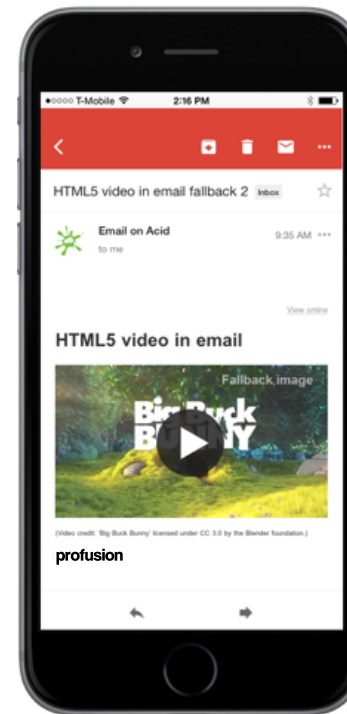 T-Mobile 2:16 PM
HTML5 video in email fallback 2 Inbox
Email on Acid 9:35 AM
to me
View online
HTML5 video in email
Fallback image
Big Buck
BUNNY
(Video credit: 'Big Buck Bunny' licensed under CC 3.0 by the Blender foundation.)
profusion